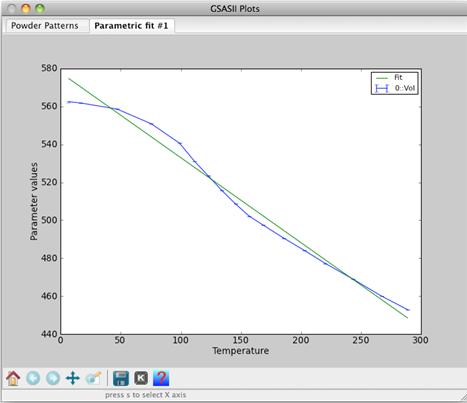 GSASII Plots
Powder Patterns
Parametric fit #1
Fit
0::Vol
580
560
540
520
500
480
460
440
Parameter values
0
50
100
150
200
250
300
Temperature
K
?
press s to select X axis